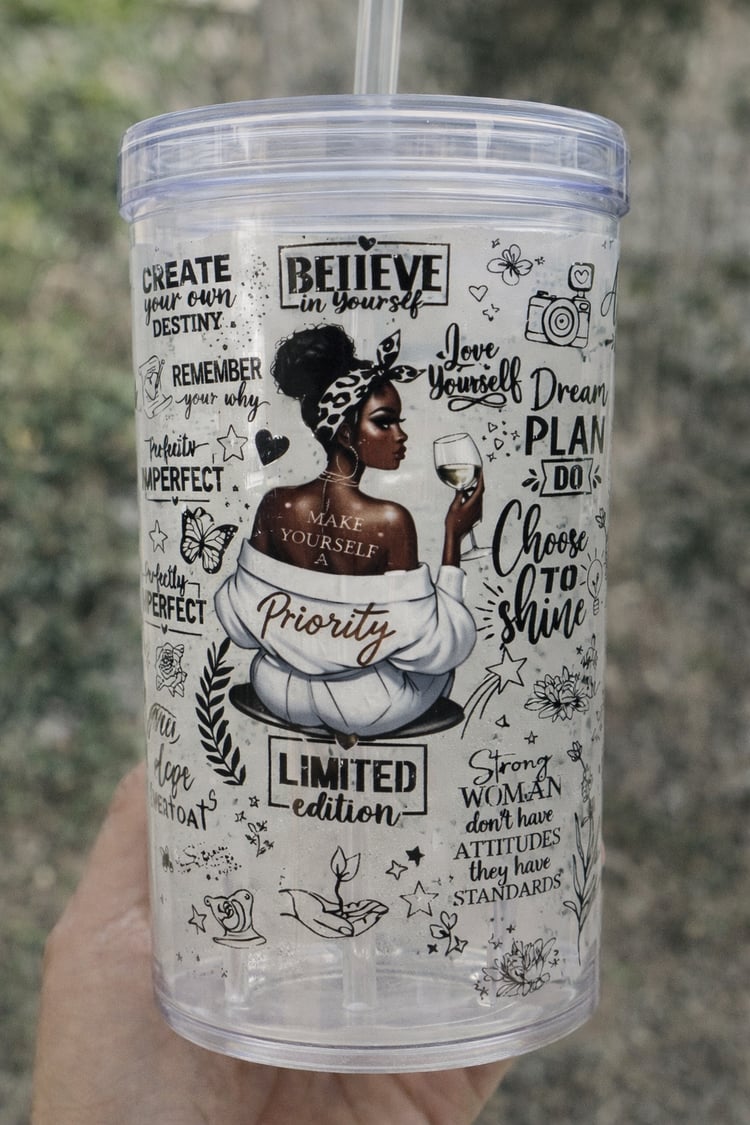 CREATE
your own
DESTINY
BEIIEVE
in Yourself
REMEMBER
your why
Love
Yourself
Dream
PLAN
DO
IMPERFECT
Choose
TO
shine
MAKE
YOURSELF
A
Priority
PERFECT
LIMITED
edition
Strong
WOMAN
don't have
ATTITUDES
they have
STANDARDS